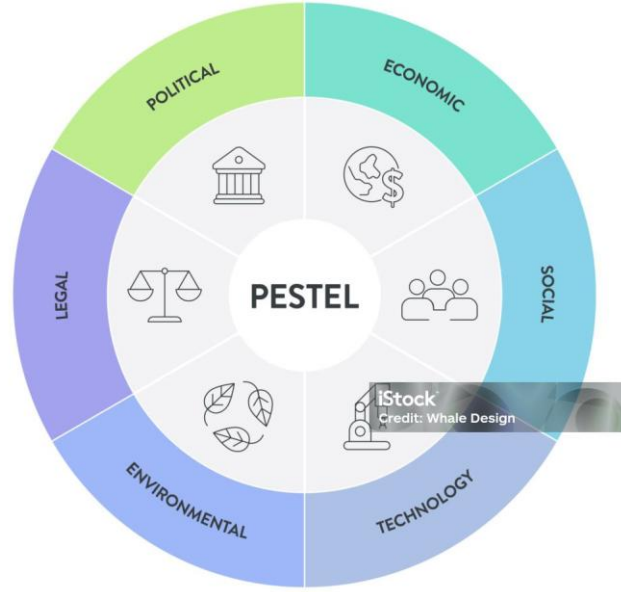 POLITICAL
ECONOMIC
SOCIAL
TECHNOLOGY
ENVIRONMENTAL
LEGAL
PESTEL
$
iStock
Credit: Whale Design